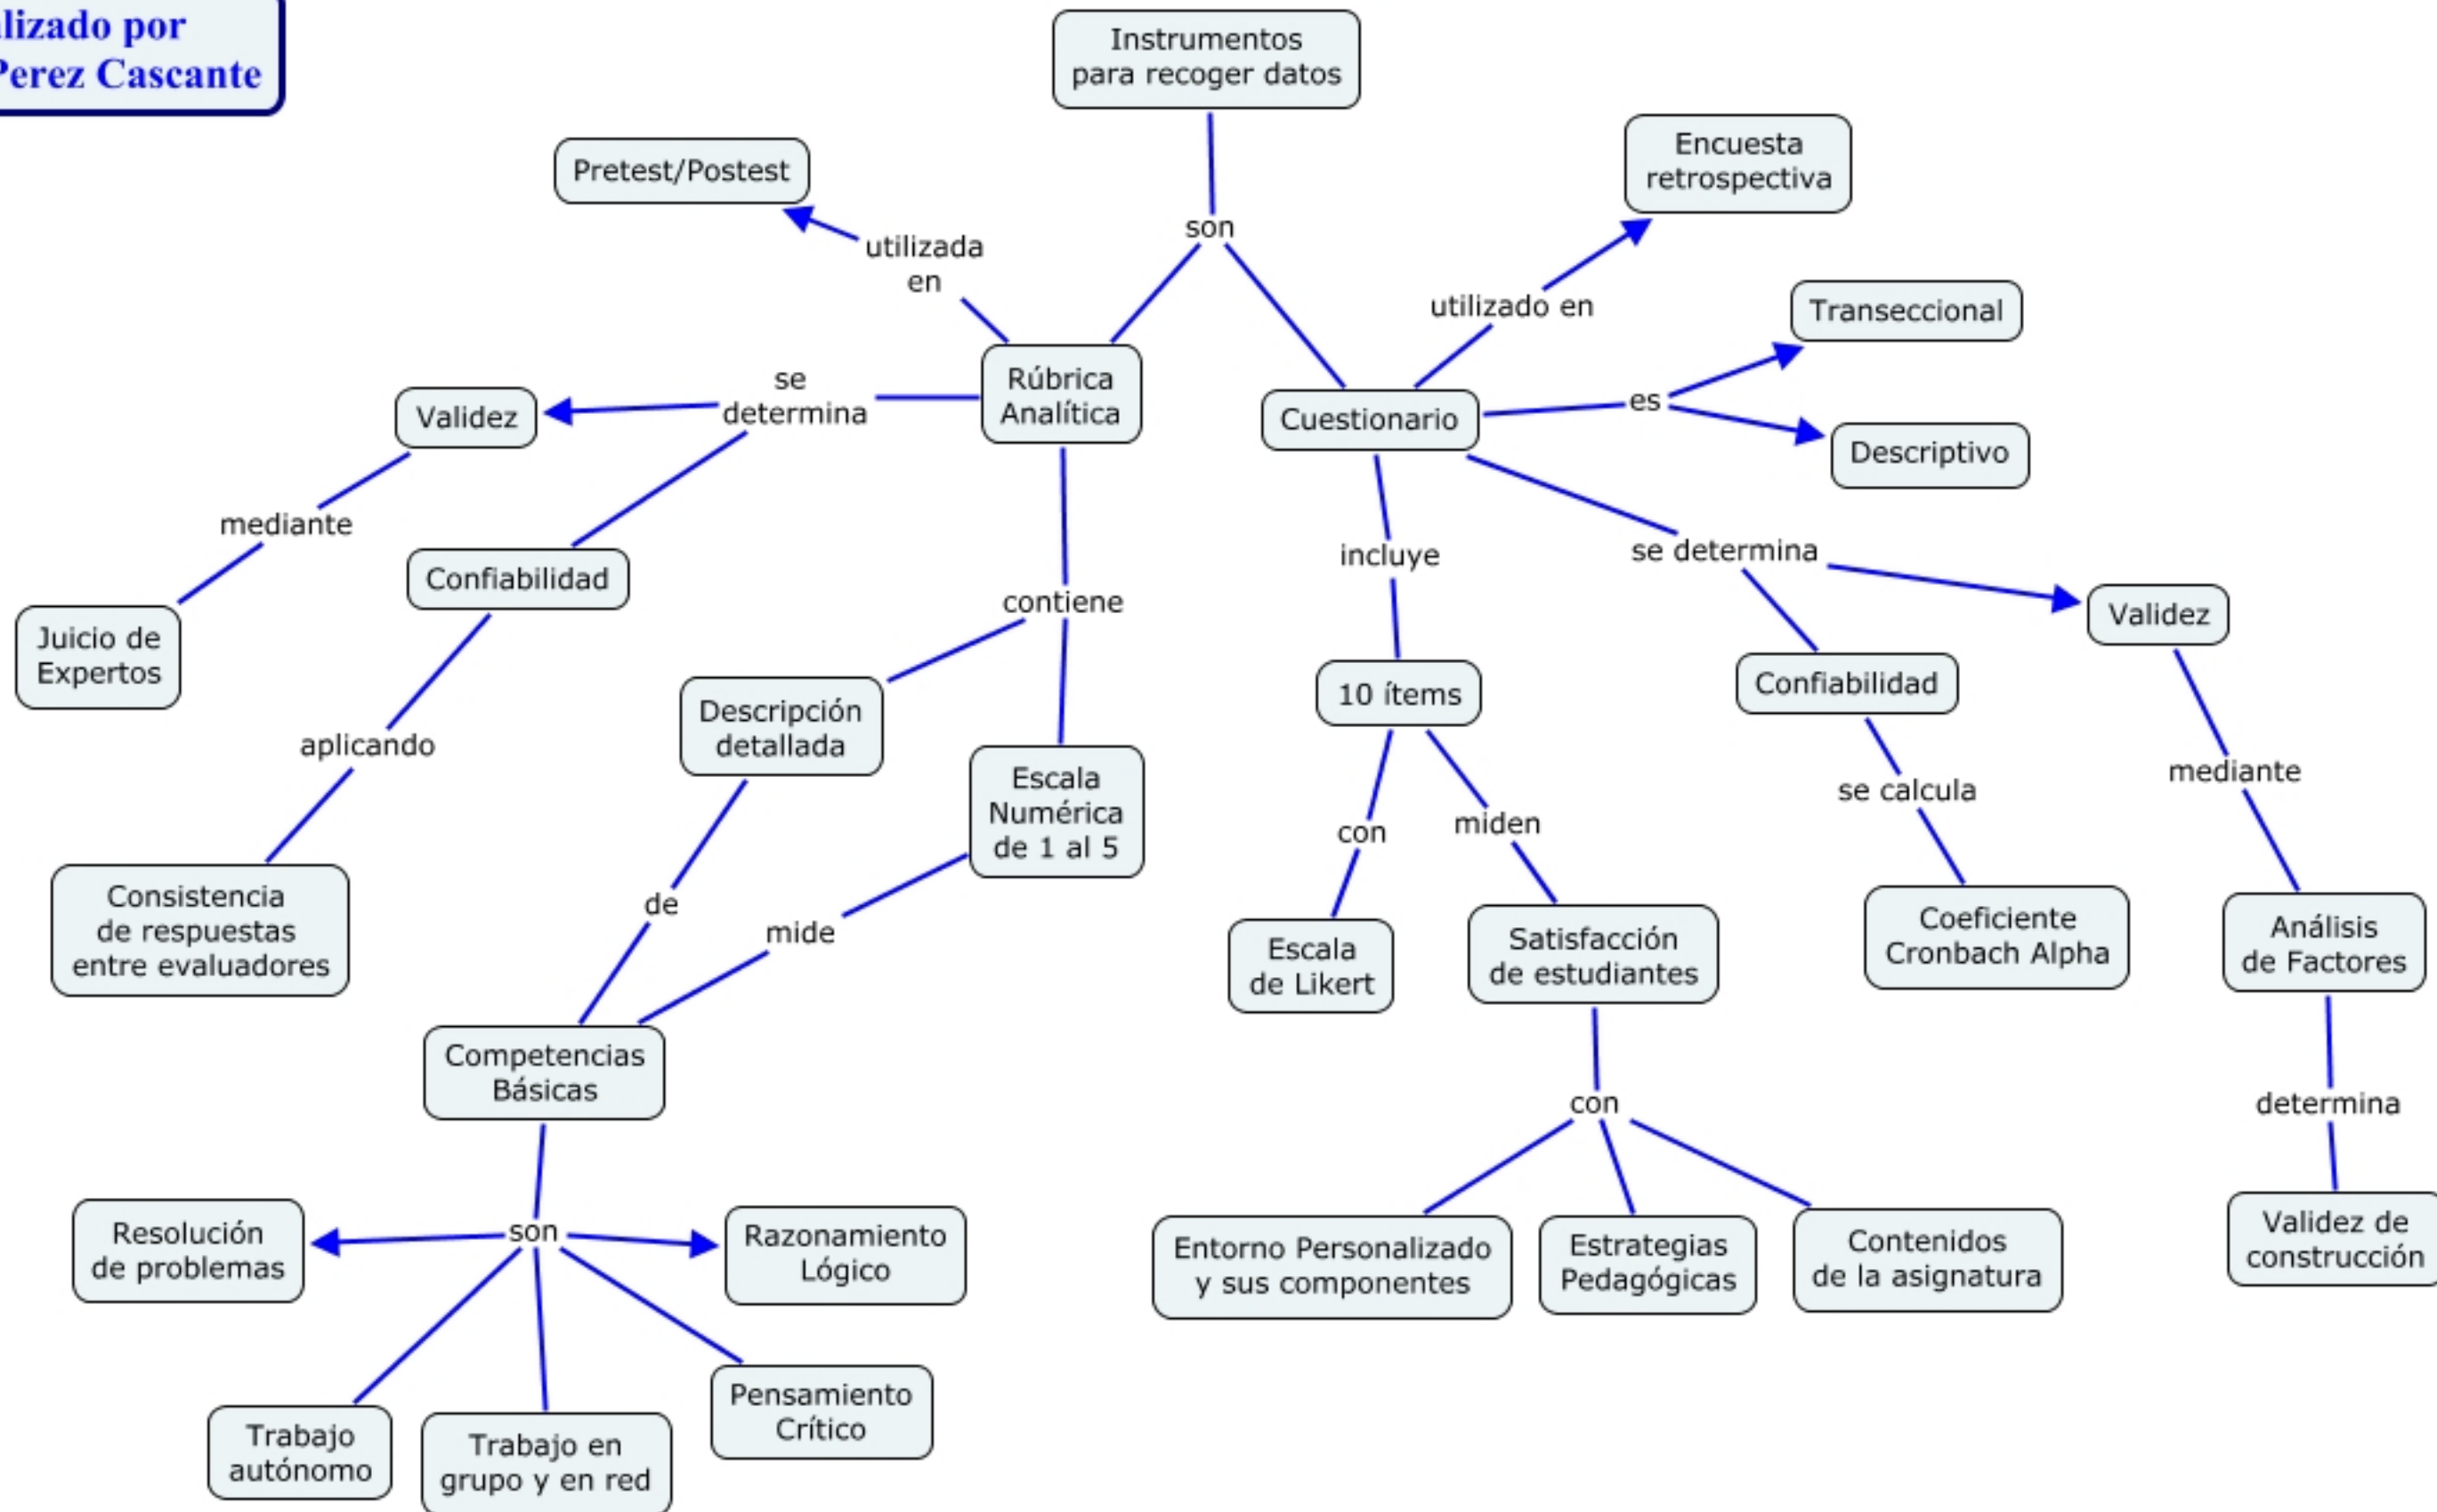 Perez Cascante
Instrumentos
para recoger datos
son
Pretest/Postest
utilizada
en
Rúbrica
Analítica
se
determina
Validez
mediante
Juicio de
Expertos
Confiabilidad
aplicando
Consistencia
de respuestas
entre evaluadores
contiene
Descripción
detallada
Escala
Numérica
de 1 al 5
de
mide
Competencias
Básicas
son
Resolución
de problemas
Razonamiento
Lógico
Trabajo
autónomo
Trabajo en
grupo y en red
Pensamiento
Crítico
Encuesta
retrospectiva
utilizado en
Cuestionario
es
Transeccional
Descriptivo
incluye
10 ítems
con
miden
Escala
de Likert
Satisfacción
de estudiantes
con
Entorno Personalizado
y sus componentes
Estrategias
Pedagógicas
Contenidos
de la asignatura
se determina
Confiabilidad
se calcula
Coeficiente
Cronbach Alpha
Validez
mediante
Análisis
de Factores
determina
Validez de
construcción